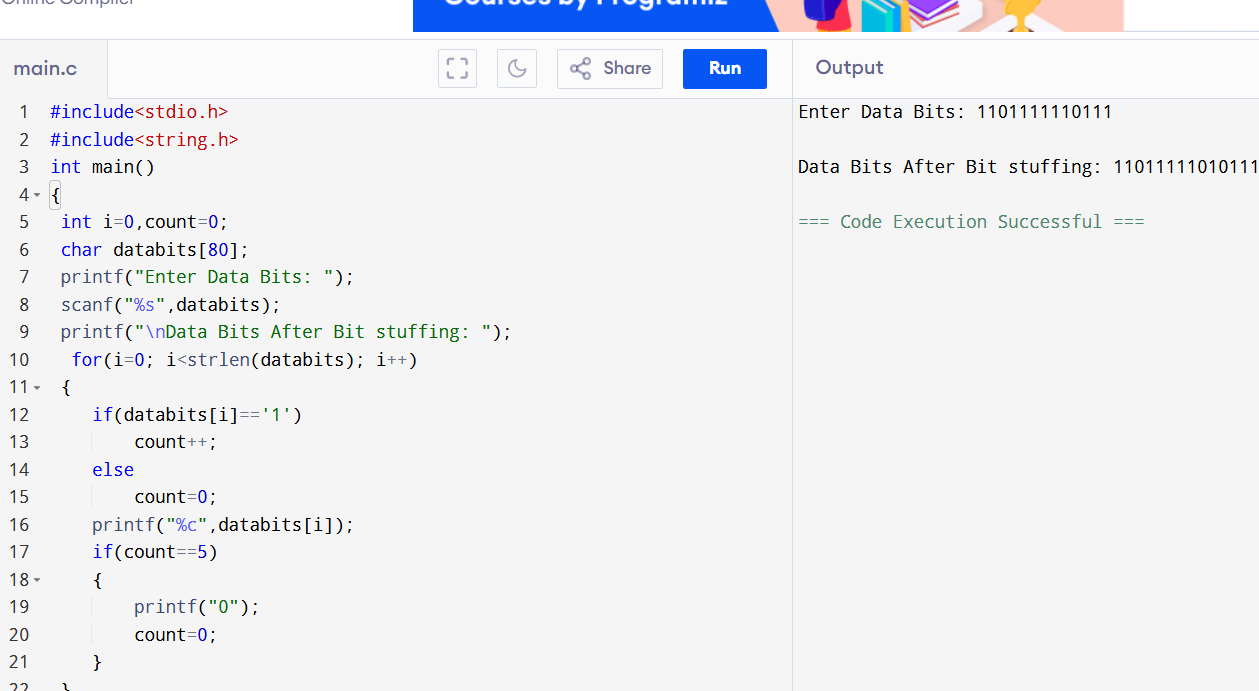 Online Compiler
Courses by Programiz
main.c
Share
Run
Output
1 #include<stdio.h>
2 #include<string.h>
3 int main()
4 {
5 int i=0,count=0;
6 char databits[80];
7 printf("Enter Data Bits: ");
8 scanf("%s",databits);
9 printf("\nData Bits After Bit stuffing: ");
10 for(i=0; i<strlen(databits); i++)
11 {
12 if(databits[i]=='1')
13 count++;
14 else
15 count=0;
16 printf("%c",databits[i]);
17 if(count==5)
18 {
19 printf("0");
20 count=0;
21 }
22 }
Enter Data Bits: 1101111110111
Data Bits After Bit stuffing: 11011111010111
=== Code Execution Successful ===